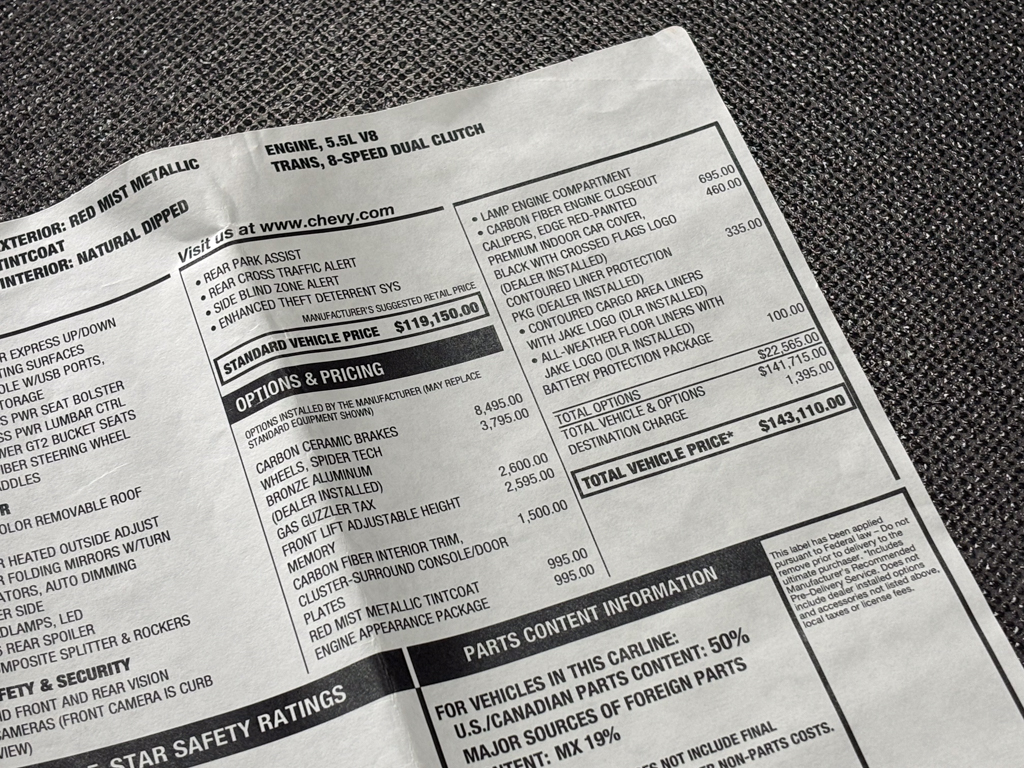 EXTERIOR: RED MIST METALLIC
TINTCOAT
INTERIOR: NATURAL DIPPED
ENGINE, 5.5L V8
TRANS, 8-SPEED DUAL CLUTCH
Visit us at www.chevy.com
EXPRESS UP/DOWN
SURFACES
W/USB PORTS,
PWR SEAT BOLSTER
PWR LUMBAR CTRL
GT2 BUCKET SEATS
STEERING WHEEL
REMOVABLE ROOF
HEATED OUTSIDE ADJUST
FOLDING MIRRORS W/TURN
AUTO DIMMING
SIDE
LED
REAR SPOILER
SPLITTER & ROCKERS
& SECURITY
FRONT AND REAR VISION
CAMERAS (FRONT CAMERA IS CURB
VIEW)
STAR SAFETY RATINGS
• REAR PARK ASSIST
• REAR CROSS TRAFFIC ALERT
• SIDE BLIND ZONE ALERT
• ENHANCED THEFT DETERRENT SYS
MANUFACTURER'S SUGGESTED RETAIL PRICE
STANDARD VEHICLE PRICE $119,150.00
OPTIONS & PRICING
OPTIONS INSTALLED BY THE MANUFACTURER (MAY REPLACE
STANDARD EQUIPMENT SHOWN)
CARBON CERAMIC BRAKES 8,495.00
WHEELS, SPIDER TECH 3,795.00
BRONZE ALUMINUM
(DEALER INSTALLED)
GAS GUZZLER TAX 2,600.00
FRONT LIFT ADJUSTABLE HEIGHT 2,595.00
MEMORY
CARBON FIBER INTERIOR TRIM, 1,500.00
CLUSTER-SURROUND CONSOLE/DOOR
PLATES
RED MIST METALLIC TINTCOAT 995.00
ENGINE APPEARANCE PACKAGE 995.00
• LAMP ENGINE COMPARTMENT
• CARBON FIBER ENGINE CLOSEOUT
CALIPERS, EDGE RED-PAINTED 695.00
PREMIUM INDOOR CAR COVER, 460.00
BLACK WITH CROSSED FLAGS LOGO
(DEALER INSTALLED)
CONTOURED LINER PROTECTION 335.00
PKG (DEALER INSTALLED)
• CONTOURED CARGO AREA LINERS
WITH JAKE LOGO (DLR INSTALLED)
• ALL-WEATHER FLOOR LINERS WITH
JAKE LOGO (DLR INSTALLED)
BATTERY PROTECTION PACKAGE 100.00
TOTAL OPTIONS $22,565.00
TOTAL VEHICLE & OPTIONS $141,715.00
DESTINATION CHARGE 1,395.00
TOTAL VEHICLE PRICE* $143,110.00
PARTS CONTENT INFORMATION
FOR VEHICLES IN THIS CARLINE:
U.S./CANADIAN PARTS CONTENT: 50%
MAJOR SOURCES OF FOREIGN PARTS
CONTENT: MX 19%
NOT INCLUDE FINAL
NON-PARTS COSTS.
This label has been applied
pursuant to Federal law – Do not
remove prior to delivery to the
ultimate purchaser. *Includes
Manufacturer's Recommended
Pre-Delivery Service. Does not
include dealer installed options
and accessories not listed above,
local taxes or license fees.